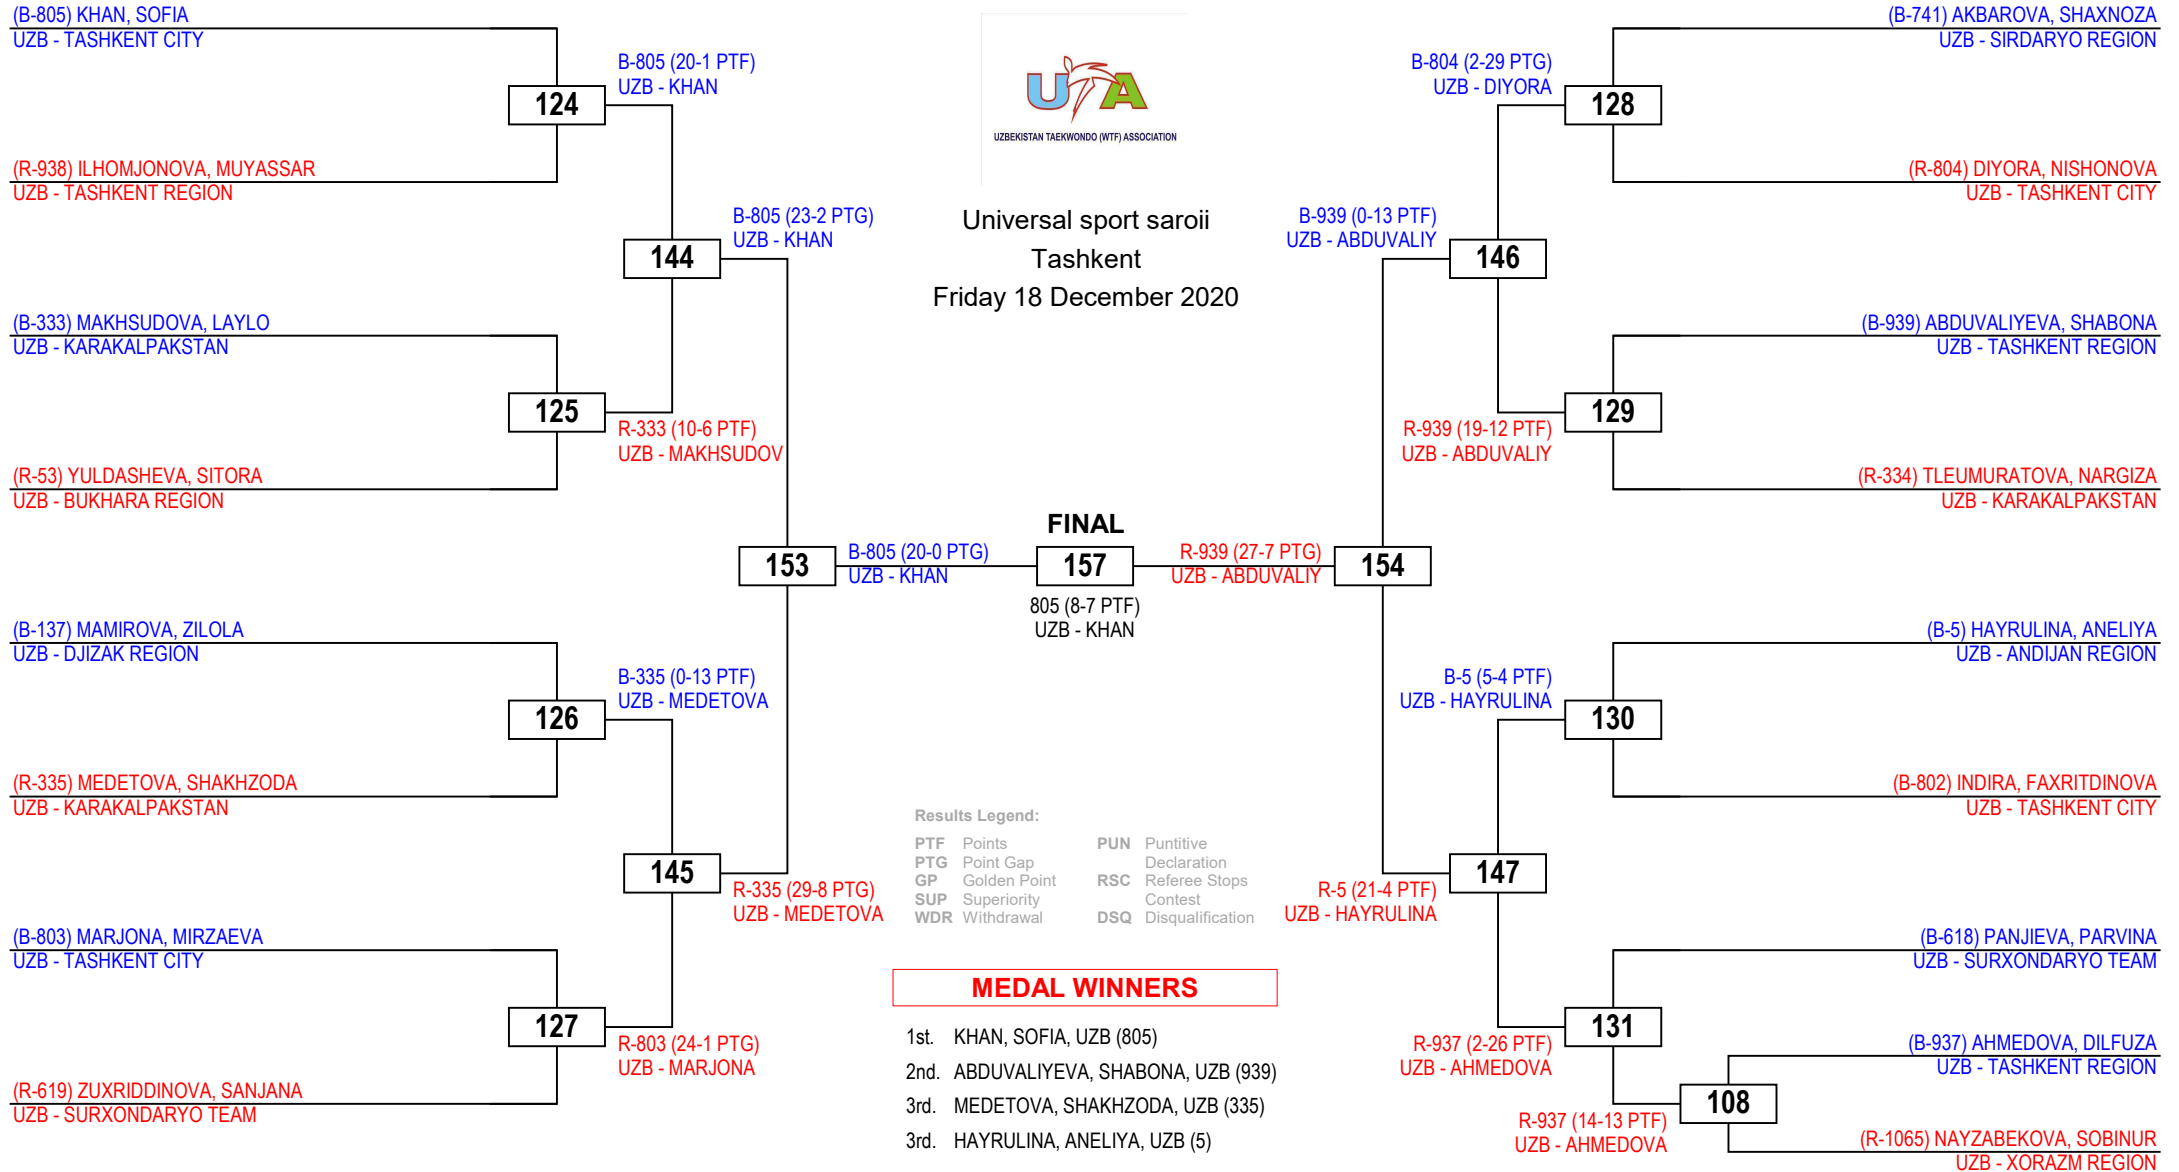 (B-805) KHAN, SOFIA
UZB - TASHKENT CITY
B-805 (20-1 PTF)
UZB - KHAN
124
(R-938) ILHOMJONOVA, MUYASSAR
UZB - TASHKENT REGION
B-805 (23-2 PTG)
UZB - KHAN
144
(B-333) MAKHSUDOVA, LAYLO
UZB - KARAKALPAKSTAN
125
R-333 (10-6 PTF)
UZB - MAKHSUDOV
(R-53) YULDASHEVA, SITORA
UZB - BUKHARA REGION
153
B-805 (20-0 PTG)
UZB - KHAN
(B-137) MAMIROVA, ZILOLA
UZB - DJIZAK REGION
B-335 (0-13 PTF)
UZB - MEDETOVA
126
(R-335) MEDETOVA, SHAKHZODA
UZB - KARAKALPAKSTAN
145
R-335 (29-8 PTG)
UZB - MEDETOVA
(B-803) MARJONA, MIRZAEVA
UZB - TASHKENT CITY
127
R-803 (24-1 PTG)
UZB - MARJONA
(R-619) ZUXRIDDINOVA, SANJANA
UZB - SURXONDARYO TEAM
UTA
UZBEKISTAN TAEKWONDO (WTF) ASSOCIATION
Universal sport saroii
Tashkent
Friday 18 December 2020
FINAL
157
805 (8-7 PTF)
UZB - KHAN
Results Legend:
PTF Points
PTG Point Gap
GP Golden Point
SUP Superiority
WDR Withdrawal
PUN Puntitive
Declaration
RSC Referee Stops
Contest
DSQ Disqualification
MEDAL WINNERS
1st. KHAN, SOFIA, UZB (805)
2nd. ABDUVALIYEVA, SHABONA, UZB (939)
3rd. MEDETOVA, SHAKHZODA, UZB (335)
3rd. HAYRULINA, ANELIYA, UZB (5)
(B-741) AKBAROVA, SHAXNOZA
UZB - SIRDARYO REGION
B-804 (2-29 PTG)
UZB - DIYORA
128
(R-804) DIYORA, NISHONOVA
UZB - TASHKENT CITY
B-939 (0-13 PTF)
UZB - ABDUVALIY
146
(B-939) ABDUVALIYEVA, SHABONA
UZB - TASHKENT REGION
129
R-939 (19-12 PTF)
UZB - ABDUVALIY
(R-334) TLEUMURATOVA, NARGIZA
UZB - KARAKALPAKSTAN
R-939 (27-7 PTG)
UZB - ABDUVALIY
154
(B-5) HAYRULINA, ANELIYA
UZB - ANDIJAN REGION
B-5 (5-4 PTF)
UZB - HAYRULINA
130
(B-802) INDIRA, FAXRITDINOVA
UZB - TASHKENT CITY
147
R-5 (21-4 PTF)
UZB - HAYRULINA
(B-618) PANJIEVA, PARVINA
UZB - SURXONDARYO TEAM
131
R-937 (2-26 PTF)
UZB - AHMEDOVA
(B-937) AHMEDOVA, DILFUZA
UZB - TASHKENT REGION
108
R-937 (14-13 PTF)
UZB - AHMEDOVA
(R-1065) NAYZABEKOVA, SOBINUR
UZB - XORAZM REGION